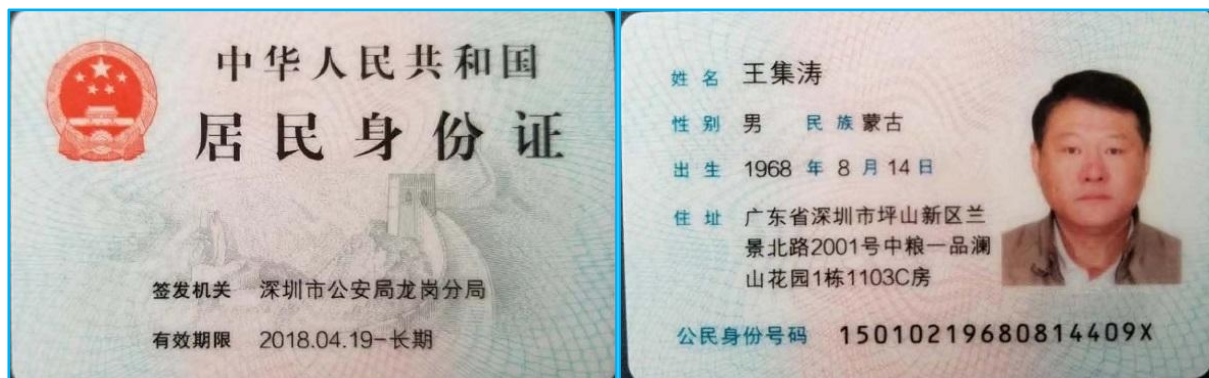 中华人民共和国
居民身份证
签发机关 深圳市公安局龙岗分局
有效期限 2018.04.19-长期
姓名 王集涛
性别 男 民族 蒙古
出生 1968 年 8 月 14 日
住址 广东省深圳市坪山新区兰
景北路2001号中粮一品澜
山花园1栋1103C房
公民身份号码 15010219680814409X